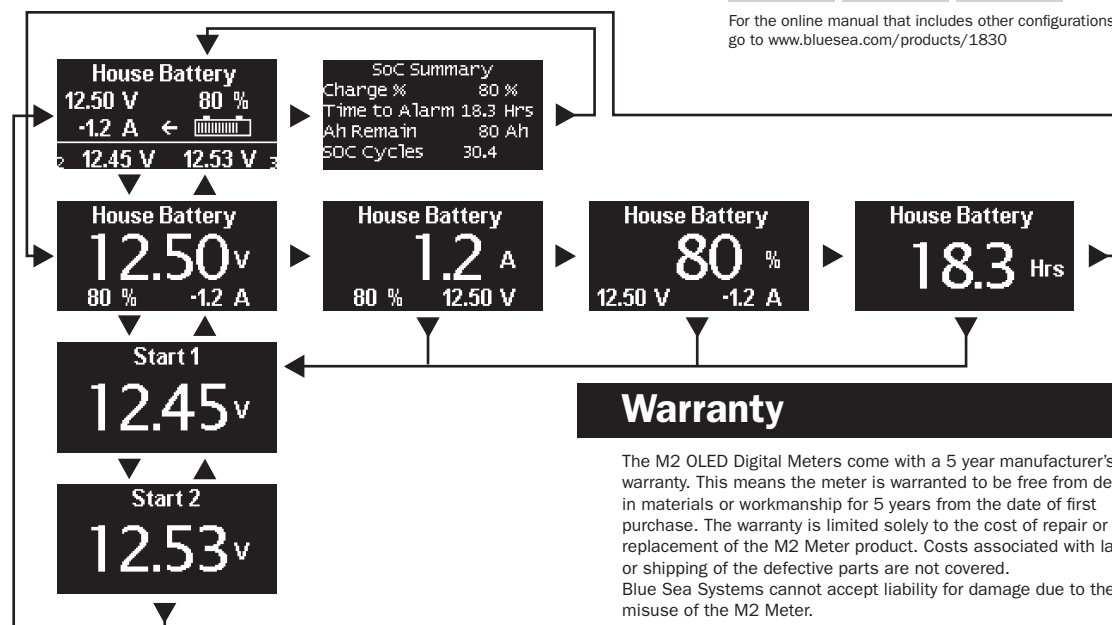 For the online manual that includes other configurations
go to www.bluesea.com/products/1830
House Battery
12.50 V 80 %
-1.2 A
2 12.45 V 12.53 V 3
SoC Summary
Charge % 80 %
Time to Alarm 18.3 Hrs
Ah Remain 80 Ah
SOC Cycles 30.4
House Battery
12.50 V
80 % -1.2 A
House Battery
1.2 A
80 % 12.50 V
House Battery
80 %
12.50 V -1.2 A
House Battery
18.3 Hrs
Start 1
12.45 V
Start 2
12.53 V
Warranty
The M2 OLED Digital Meters come with a 5 year manufacturer's
warranty. This means the meter is warranted to be free from
in materials or workmanship for 5 years from the date of first
purchase. The warranty is limited solely to the cost of repair or
replacement of the M2 Meter product. Costs associated with
or shipping of the defective parts are not covered.
Blue Sea Systems cannot accept liability for damage due to the
misuse of the M2 Meter.